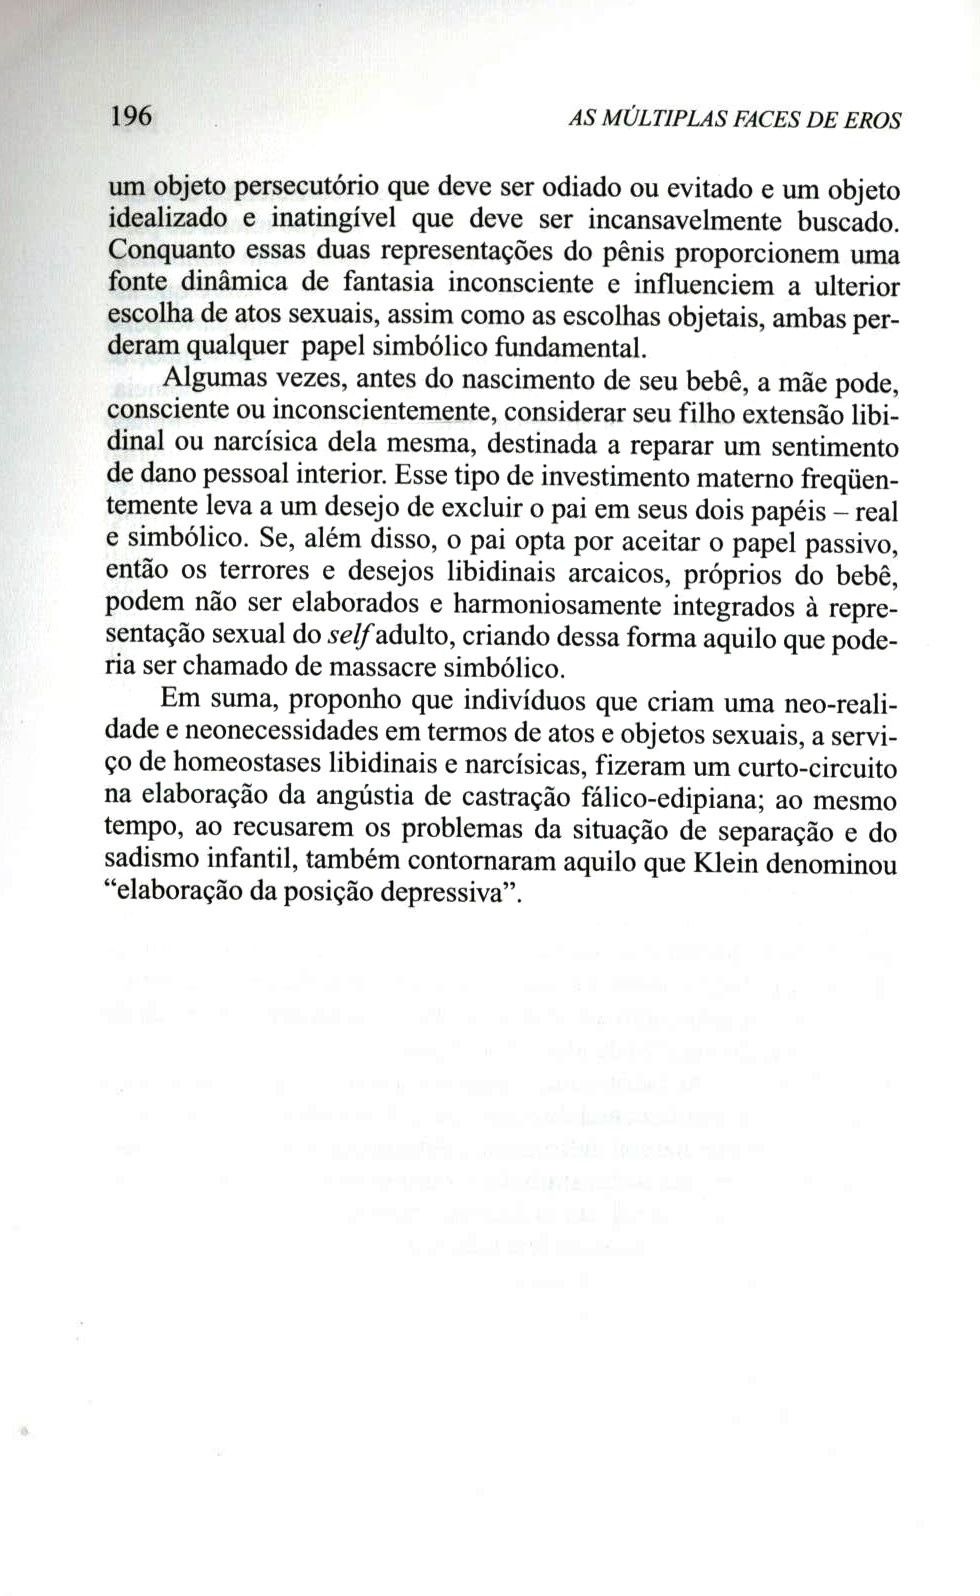 196 AS MÚLTIPLAS FACES DE EROS
um objeto persecutório que deve ser odiado ou evitado e um objeto
idealizado e inatingível que deve ser incansavelmente buscado.
Conquanto essas duas representações do pênis proporcionem uma
fonte dinâmica de fantasia inconsciente e influenciem a ulterior
escolha de atos sexuais, assim como as escolhas objetais, ambas per-
deram qualquer papel simbólico fundamental.
Algumas vezes, antes do nascimento de seu bebê, a mãe pode,
consciente ou inconscientemente, considerar seu filho extensão libi-
dinal ou narcísica dela mesma, destinada a reparar um sentimento
de dano pessoal interior. Esse tipo de investimento materno freqüen-
temente leva a um desejo de excluir o pai em seus dois papéis – real
e simbólico. Se, além disso, o pai opta por aceitar o papel passivo,
então os terrores e desejos libidinais arcaicos, próprios do bebê,
podem não ser elaborados e harmoniosamente integrados à repre-
sentação sexual do self adulto, criando dessa forma aquilo que pode-
ria ser chamado de massacre simbólico.
Em suma, proponho que indivíduos que criam uma neo-reali-
dade e neonecessidades em termos de atos e objetos sexuais, a servi-
ço de homeostases libidinais e narcísicas, fizeram um curto-circuito
na elaboração da angústia de castração fálico-edipiana; ao mesmo
tempo, ao recusarem os problemas da situação de separação e do
sadismo infantil, também contornaram aquilo que Klein denominou
“elaboração da posição depressiva”.